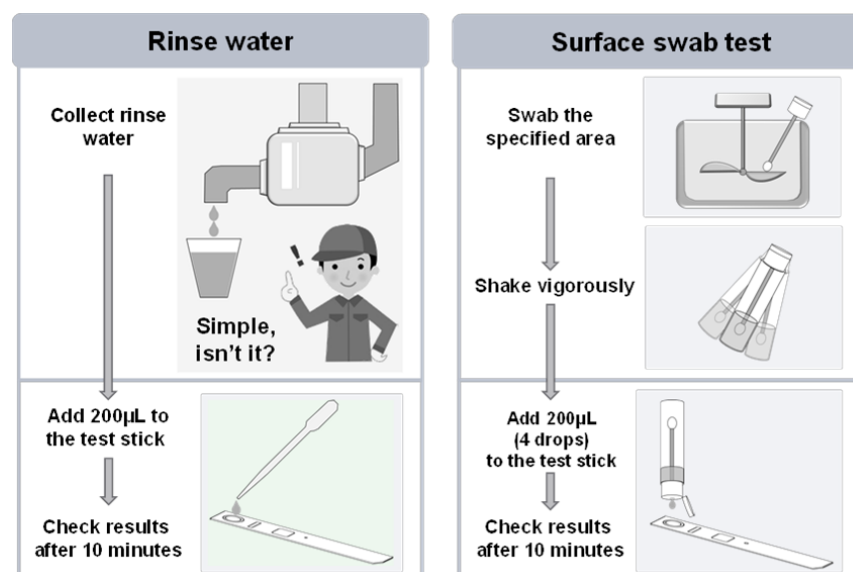 Rinse water
Collect rinse
water
Simple,
isn't it?
Add 200µL to
the test stick
Check results
after 10 minutes
Surface swab test
Swab the
specified area
Shake vigorously
Add 200µL
(4 drops)
to the test stick
Check results
after 10 minutes